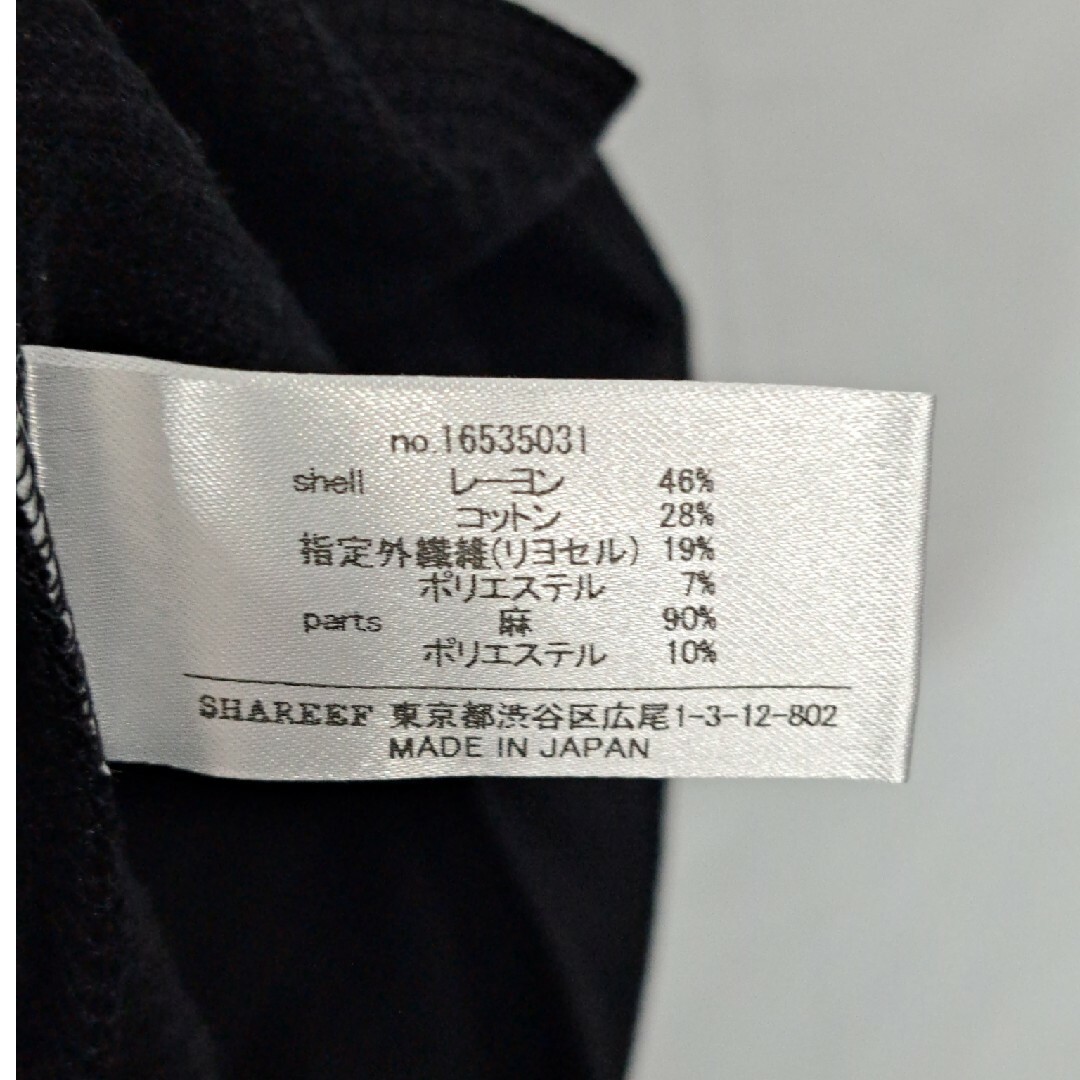 no.16535031
shell レーヨン 46%
コットン 28%
指定外繊維(リヨセル) 19%
ポリエステル 7%
parts 麻 90%
ポリエステル 10%
SHAREEF 東京都渋谷区広尾1-3-12-802
MADE IN JAPAN